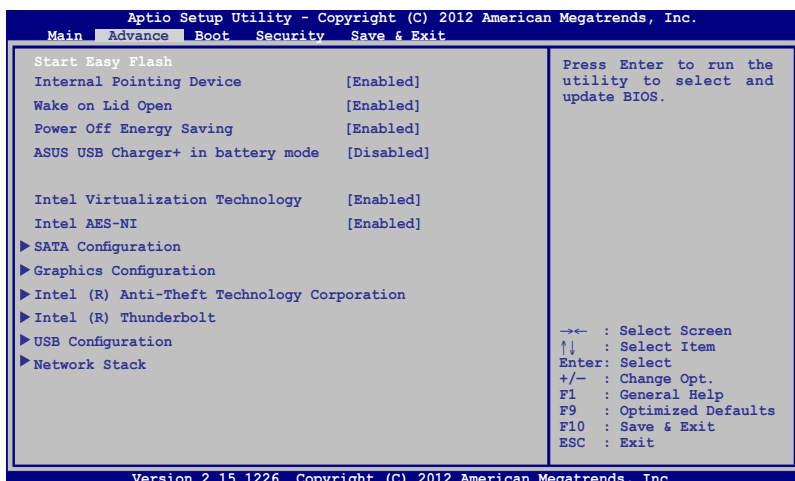 Aptio Setup Utility - Copyright (C) 2012 American Megatrends, Inc.
Main Advance Boot Security Save & Exit
Start Easy Flash
Internal Pointing Device [Enabled]
Wake on Lid Open [Enabled]
Power Off Energy Saving [Enabled]
ASUS USB Charger+ in battery mode [Disabled]
Intel Virtualization Technology [Enabled]
Intel AES-NI [Enabled]
SATA Configuration
Graphics Configuration
Intel (R) Anti-Theft Technology Corporation
Intel (R) Thunderbolt
USB Configuration
Network Stack
Press Enter to run the
utility to select and
update BIOS.
→← : Select Screen
↑↓ : Select Item
Enter: Select
+/— : Change Opt.
F1 : General Help
F9 : Optimized Defaults
F10 : Save & Exit
ESC : Exit
Version 2.15.1226. Copyright (C) 2012 American Megatrends, Inc.